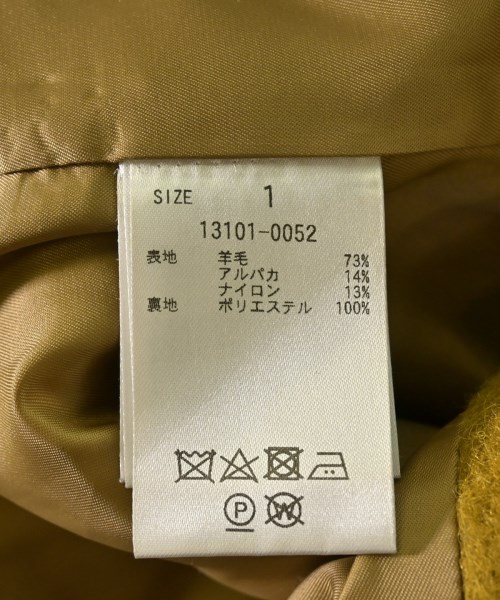 SIZE 1
13101-0052
表地 羊毛 73%
アルパカ 14%
ナイロン 13%
裏地 ポリエステル 100%
P W